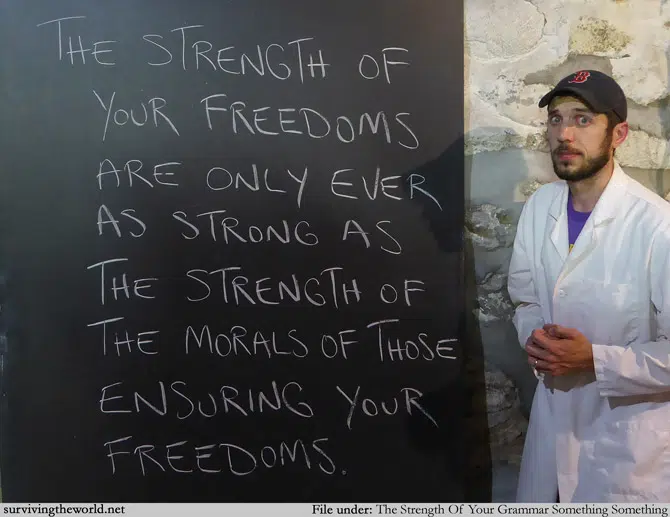 THE STRENGTH OF
YOUR FREEDOMS
ARE ONLY EVER
AS STRONG AS
THE STRENGTH OF
THE MORALS OF THOSE
ENSURING YOUR
FREEDOMS.
B
survivingtheworld.net
File under: The Strength Of Your Grammar Something Something